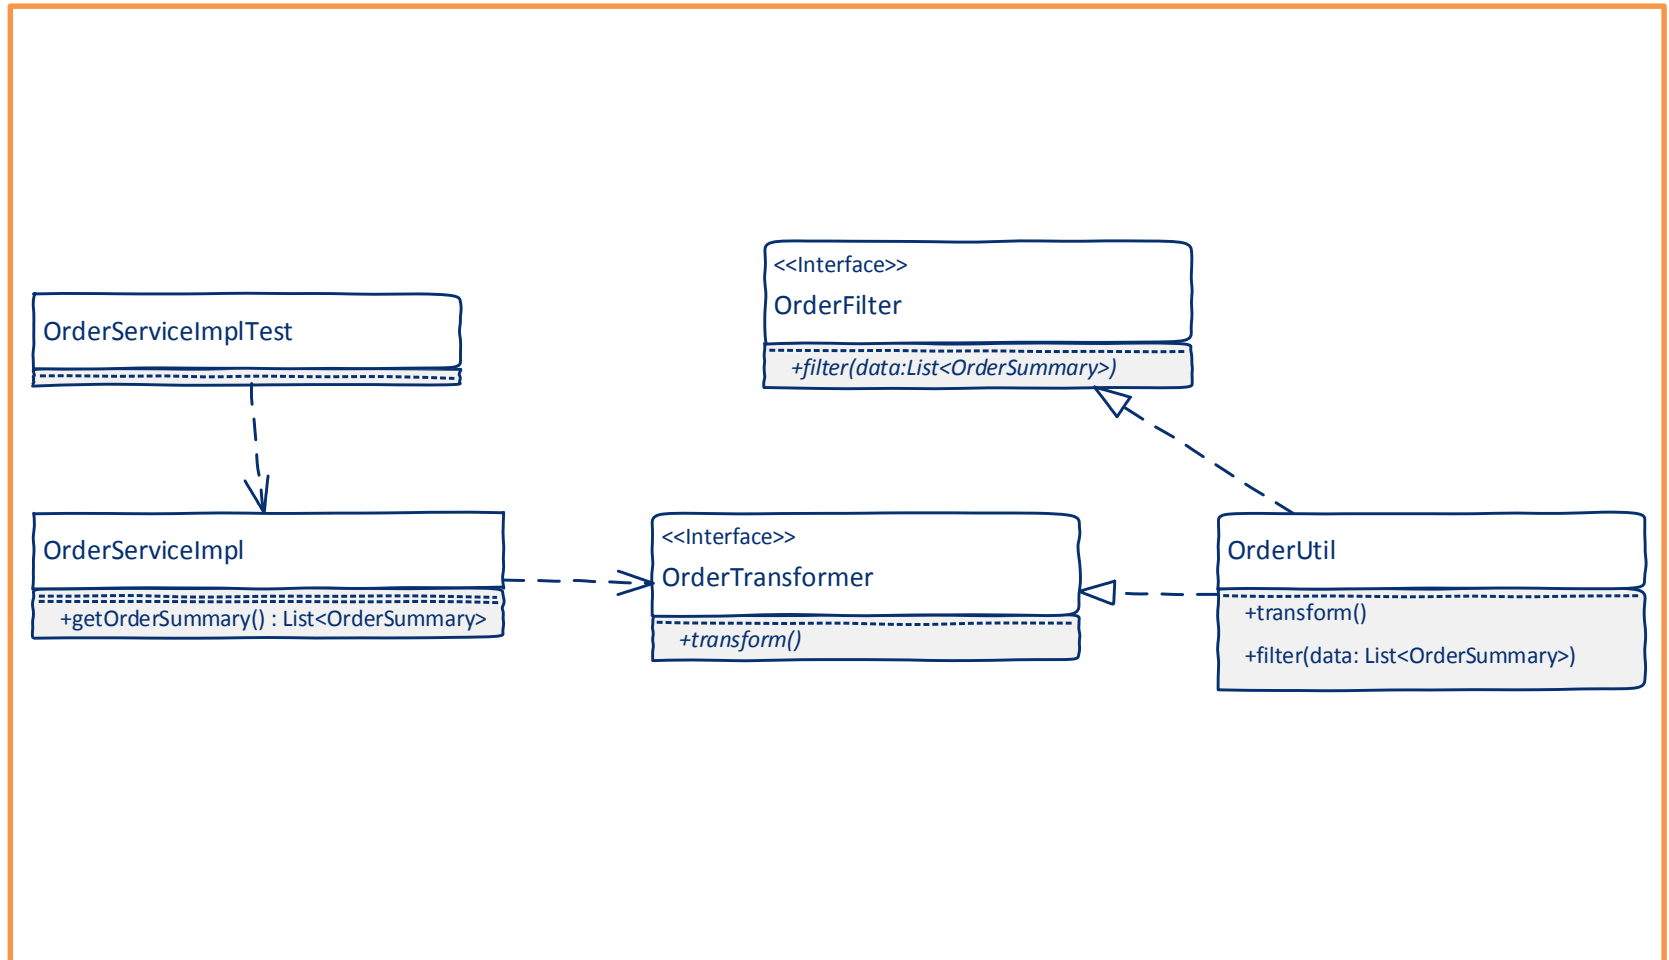 <<Interface>>
OrderFilter
+filter(data:List<OrderSummary>)
OrderServiceImplTest
OrderServiceImpl
+getOrderSummary() : List<OrderSummary>
<<Interface>>
OrderTransformer
+transform()
OrderUtil
+transform()
+filter(data: List<OrderSummary>)